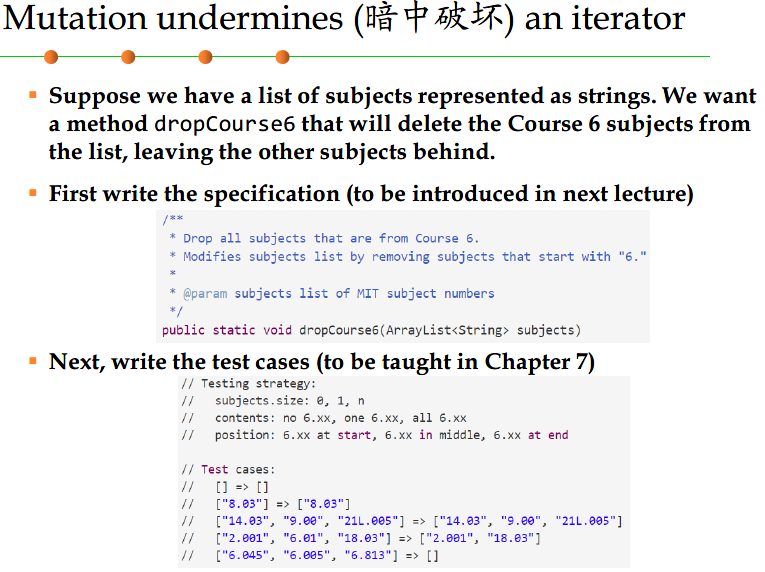 Mutation undermines (暗中破坏) an iterator
▪ Suppose we have a list of subjects represented as strings. We want
a method dropCourse6 that will delete the Course 6 subjects from
the list, leaving the other subjects behind.
▪ First write the specification (to be introduced in next lecture)
/**
 * Drop all subjects that are from Course 6.
 * Modifies subjects list by removing subjects that start with "6."
 *
 * @param subjects list of MIT subject numbers
 */
public static void dropCourse6(ArrayList<String> subjects)
▪ Next, write the test cases (to be taught in Chapter 7)
// Testing strategy:
//   subjects.size: 0, 1, n
//   contents: no 6.xx, one 6.xx, all 6.xx
//   position: 6.xx at start, 6.xx in middle, 6.xx at end
// Test cases:
//   [] => []
//   ["8.03"] => ["8.03"]
//   ["14.03", "9.00", "21L.005"] => ["14.03", "9.00", "21L.005"]
//   ["2.001", "6.01", "18.03"] => ["2.001", "18.03"]
//   ["6.045", "6.005", "6.813"] => []